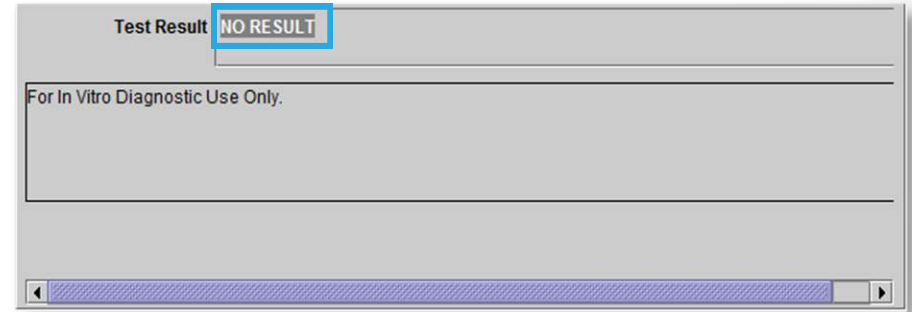 Test Result NO RESULT
For In Vitro Diagnostic Use Only.